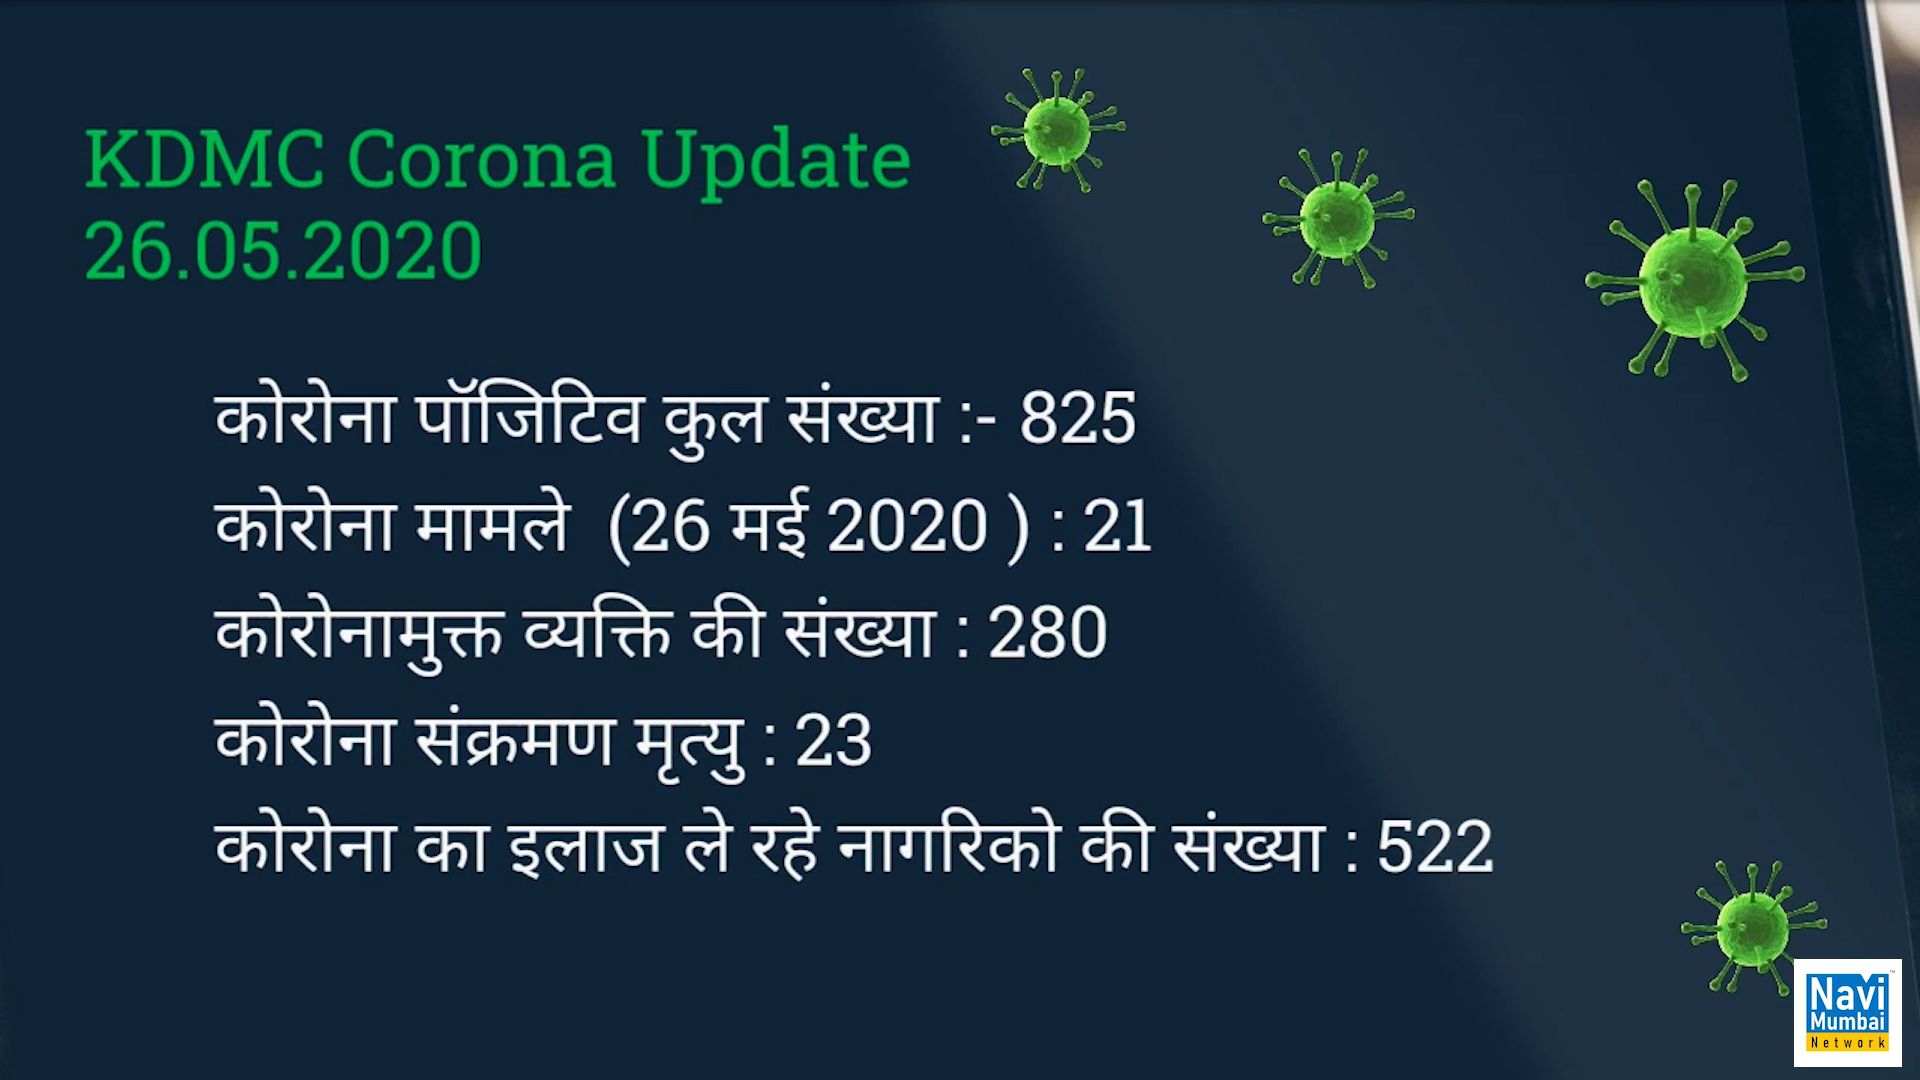 KDMC Corona Update
26.05.2020
कोरोना पॉजिटिव कुल संख्या :- 825
कोरोना मामले (26 मई 2020 ) : 21
कोरोनामुक्त व्यक्ति की संख्या : 280
कोरोना संक्रमण मृत्यु : 23
कोरोना का इलाज ले रहे नागरिको की संख्या : 522
Navi
Mumbai
Network